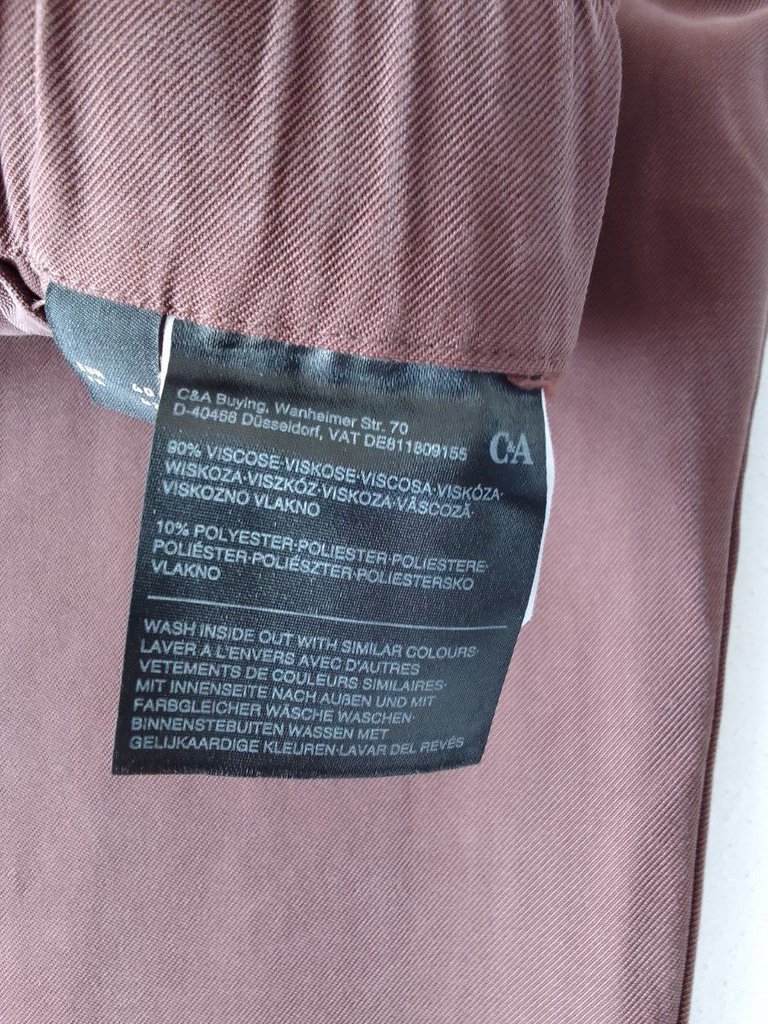 C&A Buying, Wanheimer Str. 70
D-40468 Düsseldorf, VAT DE811809155
C&A
90% VISCOSE·VISKOSE·VISCOSA·VISKÓZA·
WISKOZA·VISZKÓZ·VISKOZA·VÂSCOZĂ·
VISKOZNO VLAKNO
10% POLYESTER·POLIESTER·POLIESTERE·
POLIÉSTER·POLIÉSZTER·POLIESTERSKO
VLAKNO
WASH INSIDE OUT WITH SIMILAR COLOURS·
LAVER A L'ENVERS AVEC D'AUTRES
VETEMENTS DE COULEURS SIMILAIRES·
MIT INNENSEITE NACH AUßEN UND MIT
FARBGLEICHER WÄSCHE WASCHEN·
BINNENSTEBUITEN WASSEN MET
GELIJKAARDIGE KLEUREN·LAVAR DEL REVÉS